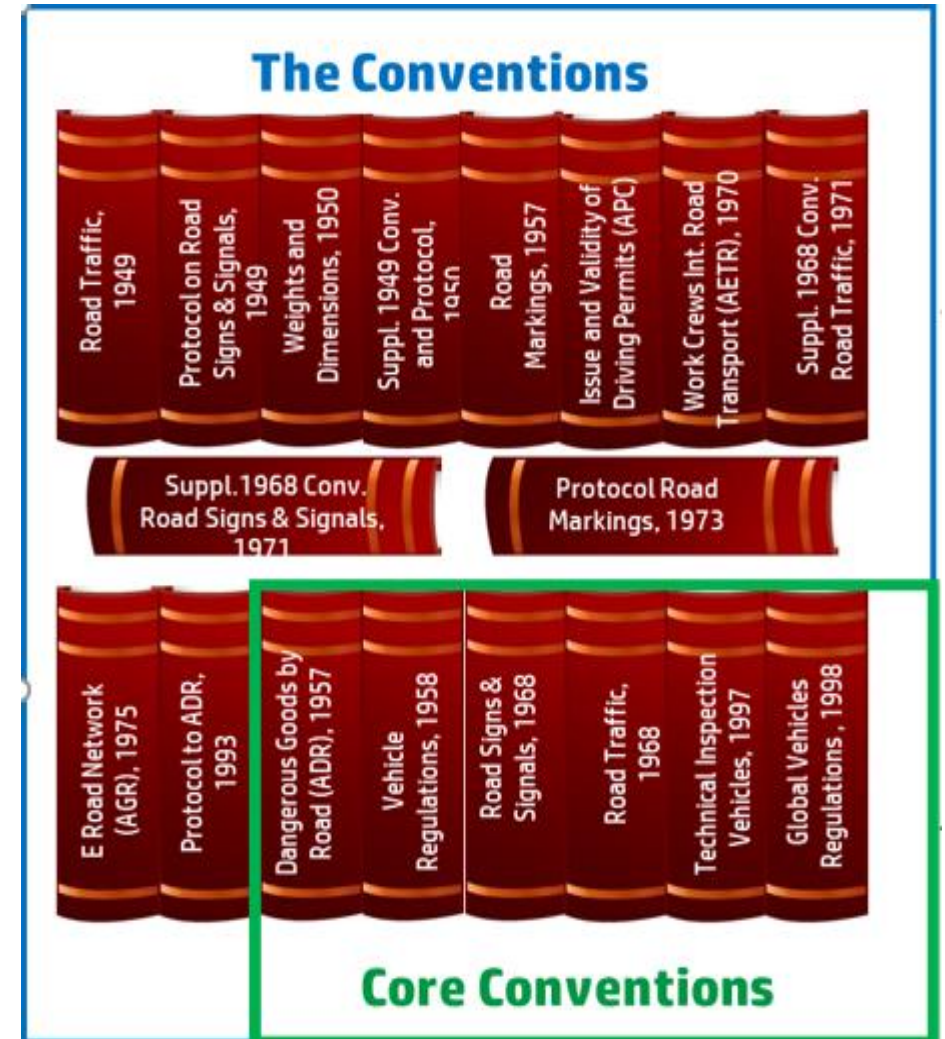 The Conventions
Road Traffic,
1949
Protocol on Road
Signs & Signals,
1949
Weights and
Dimensions, 1950
Suppl. 1949 Conv.
and Protocol,
1950
Road
Markings, 1957
Issue and Validity of
Driving Permits (APC)
Work Crews Int. Road
Transport (AETR), 1970
Suppl. 1968 Conv.
Road Traffic, 1971
Suppl.1968 Conv.
Road Signs & Signals,
1971
Protocol Road
Markings, 1973
E Road Network
(AGR), 1975
Protocol to ADR,
1993
Dangerous Goods by
Road (ADR), 1957
Vehicle
Regulations, 1958
Road Signs &
Signals, 1968
Road Traffic,
1968
Technical Inspection
Vehicles, 1997
Global Vehicles
Regulations , 1998
Core Conventions